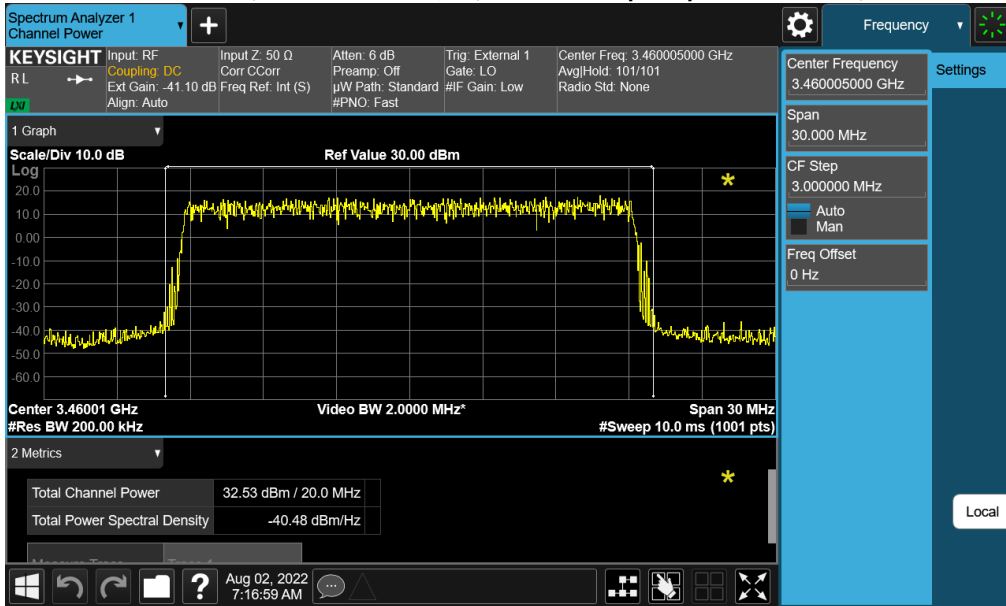 Spectrum Analyzer 1
Channel Power
+
Frequency
KEYSIGHT
R L
LXI
Input: RF
Coupling: DC
Ext Gain: -41.10 dB
Align: Auto
Input Z: 50 Ω
Corr CCorr
Freq Ref: Int (S)
Atten: 6 dB
Preamp: Off
µW Path: Standard
#PNO: Fast
Trig: External 1
Gate: LO
#IF Gain: Low
Center Freq: 3.460005000 GHz
Avg|Hold: 101/101
Radio Std: None
Center Frequency
3.460005000 GHz
Settings
Span
30.000 MHz
CF Step
3.000000 MHz
Auto
Man
Freq Offset
0 Hz
Local
1 Graph
Scale/Div 10.0 dB
Ref Value 30.00 dBm
Log
20.0
10.0
0.00
-10.0
-20.0
-30.0
-40.0
-50.0
-60.0
Center 3.46001 GHz
Video BW 2.0000 MHz*
Span 30 MHz
#Res BW 200.00 kHz
#Sweep 10.0 ms (1001 pts)
2 Metrics
Total Channel Power 32.53 dBm / 20.0 MHz
Total Power Spectral Density -40.48 dBm/Hz
?
Aug 02, 2022
7:16:59 AM